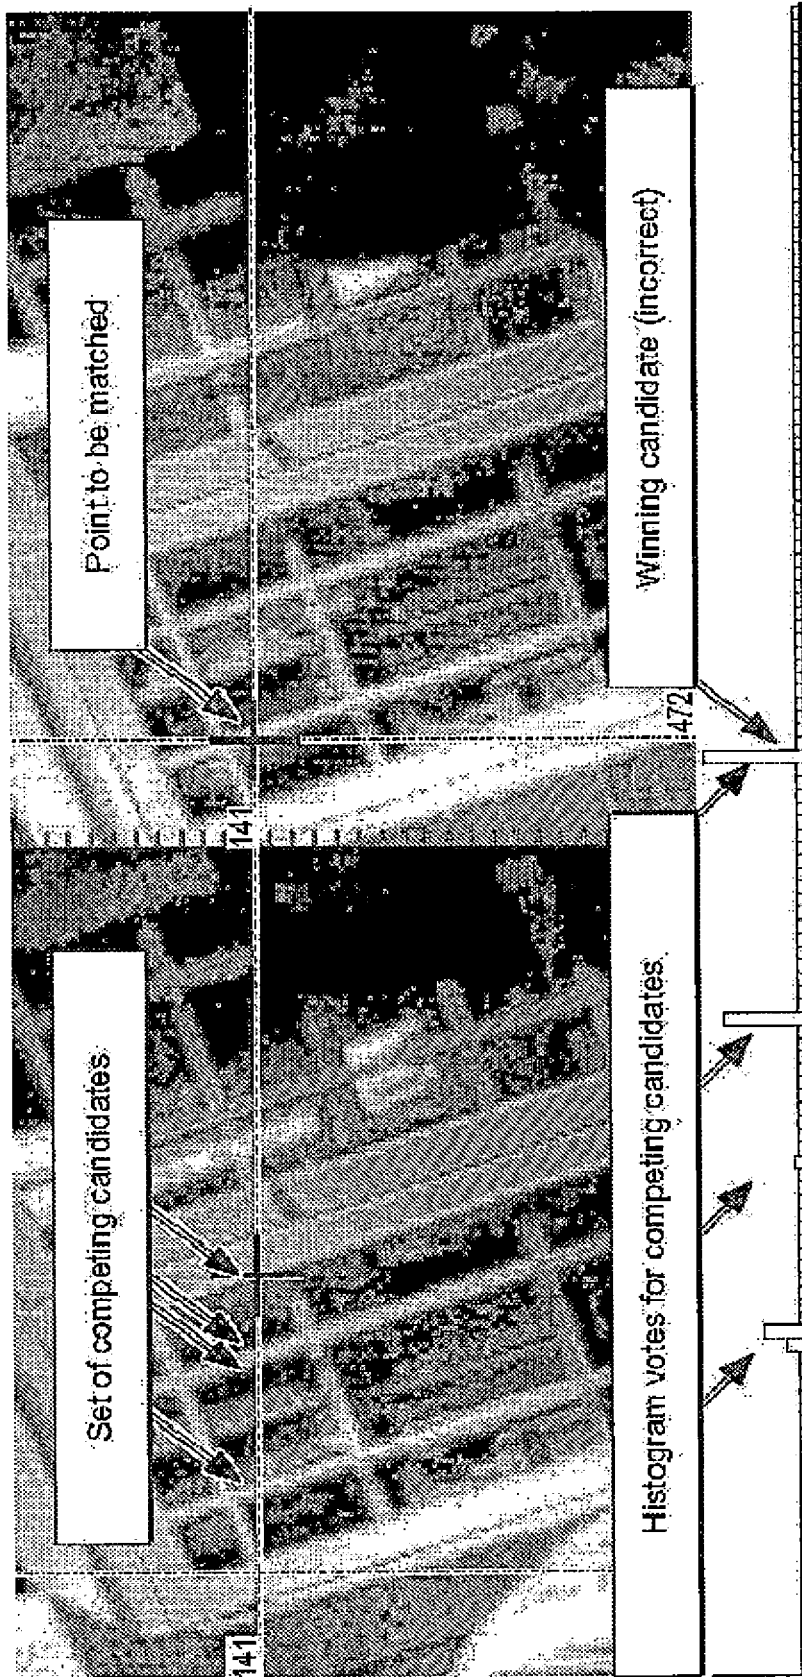 Set of competing candidates
Point to be matched
141
141
472
Histogram votes for competing candidates
Winning candidate (incorrect)